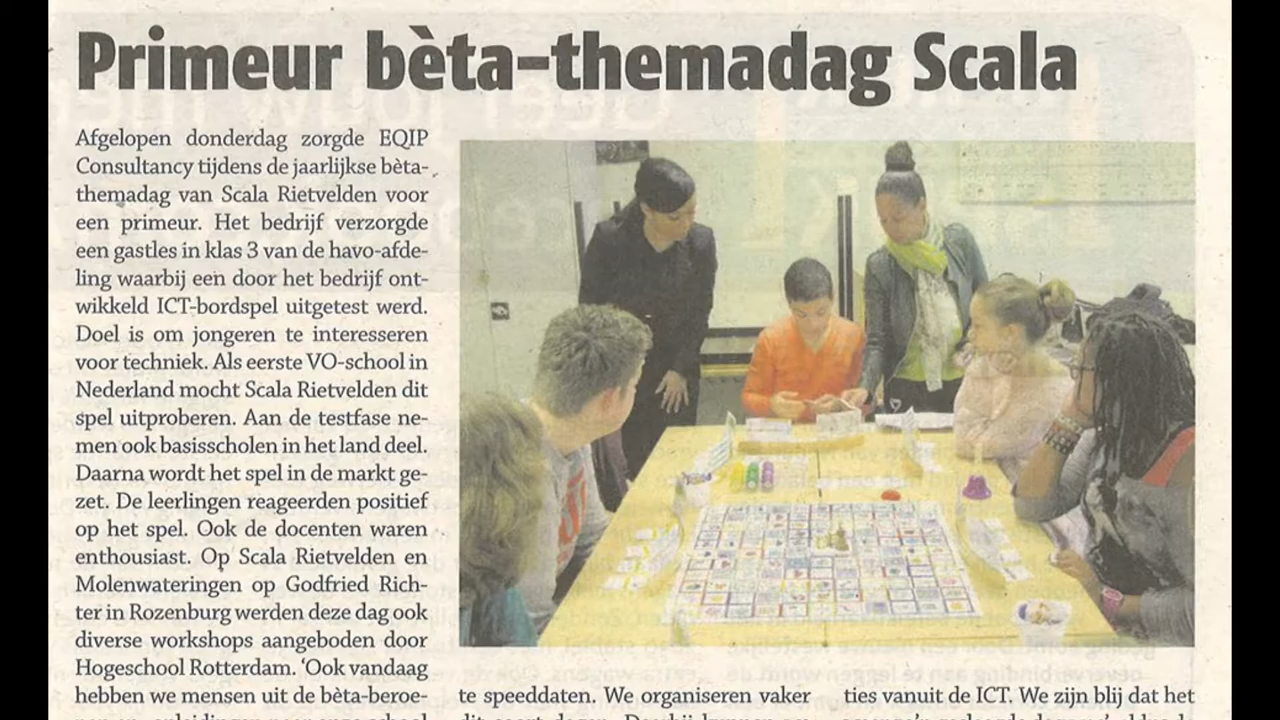 Primeur bèta-themadag Scala
Afgelopen donderdag zorgde EQIP
Consultancy tijdens de jaarlijkse bèta-
themadag van Scala Rietvelden voor
een primeur. Het bedrijf verzorgde
een gastles in klas 3 van de havo-afde-
ling waarbij een door het bedrijf ont-
wikkeld ICT-bordspel uitgetest werd.
Doel is om jongeren te interesseren
voor techniek. Als eerste VO-school in
Nederland mocht Scala Rietvelden dit
spel uitproberen. Aan de testfase ne-
men ook basisscholen in het land deel.
Daarna wordt het spel in de markt ge-
zet. De leerlingen reageerden positief
op het spel. Ook de docenten waren
enthousiast. Op Scala Rietvelden en
Molenwateringen op Godfried Rich-
ter in Rozenburg werden deze dag ook
diverse workshops aangeboden door
Hogeschool Rotterdam. ‘Ook vandaag
hebben we mensen uit de bèta-beroe-
te speeddaten. We organiseren vaker
ties vanuit de ICT. We zijn blij dat het